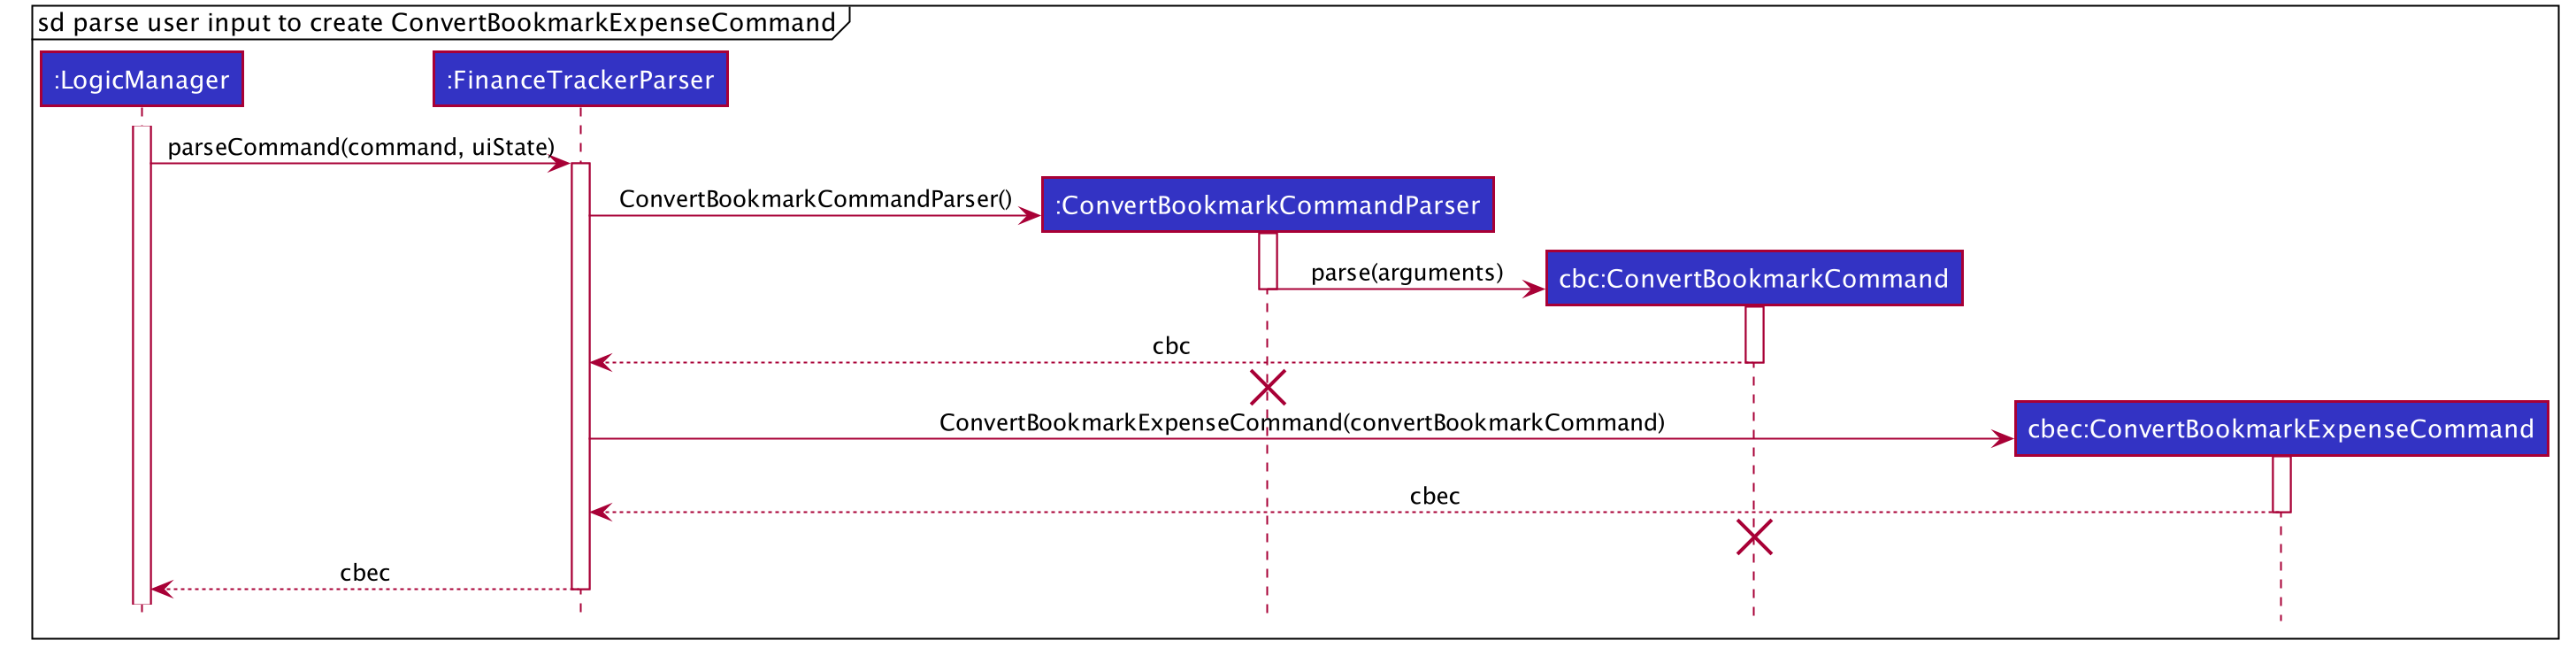 sd parse user input to create ConvertBookmarkExpenseCommand
:LogicManager
:FinanceTrackerParser
parseCommand(command, uiState)
ConvertBookmarkCommandParser()
:ConvertBookmarkCommandParser
parse(arguments)
cbc:ConvertBookmarkCommand
cbc
ConvertBookmarkExpenseCommand(convertBookmarkCommand)
cbec:ConvertBookmarkExpenseCommand
cbec
cbec